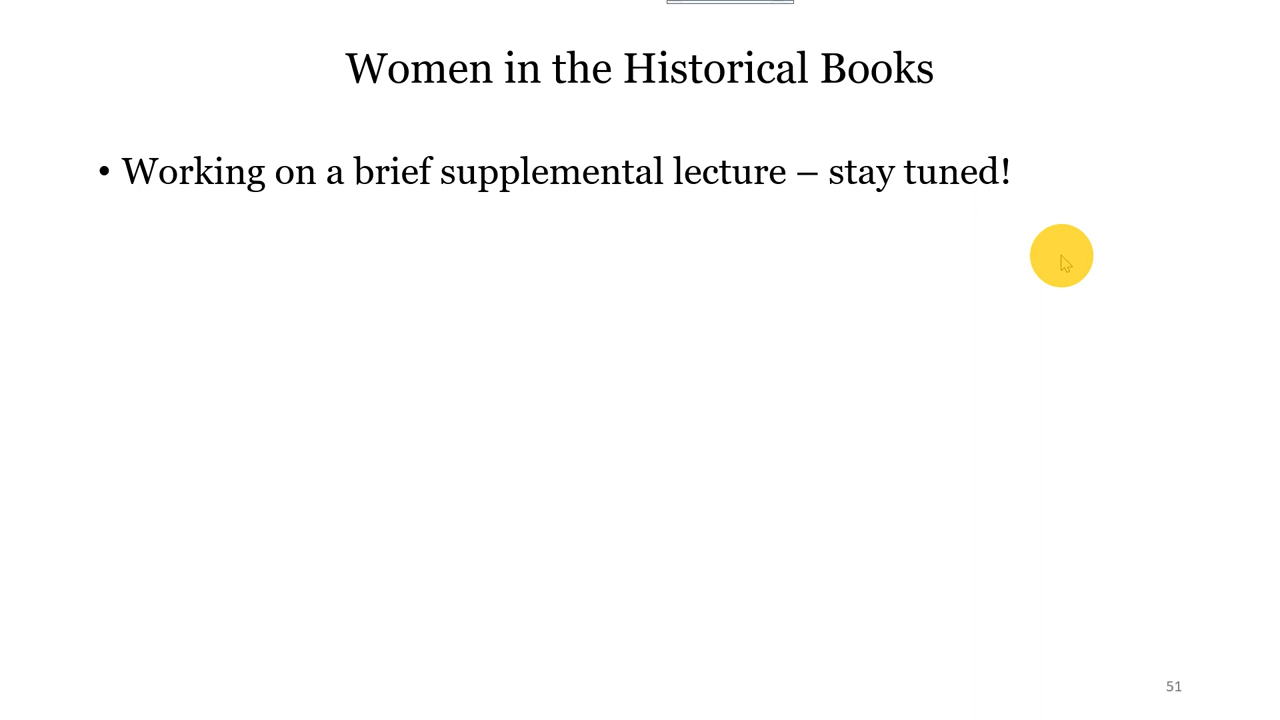 Women in the Historical Books
• Working on a brief supplemental lecture – stay tuned!
51